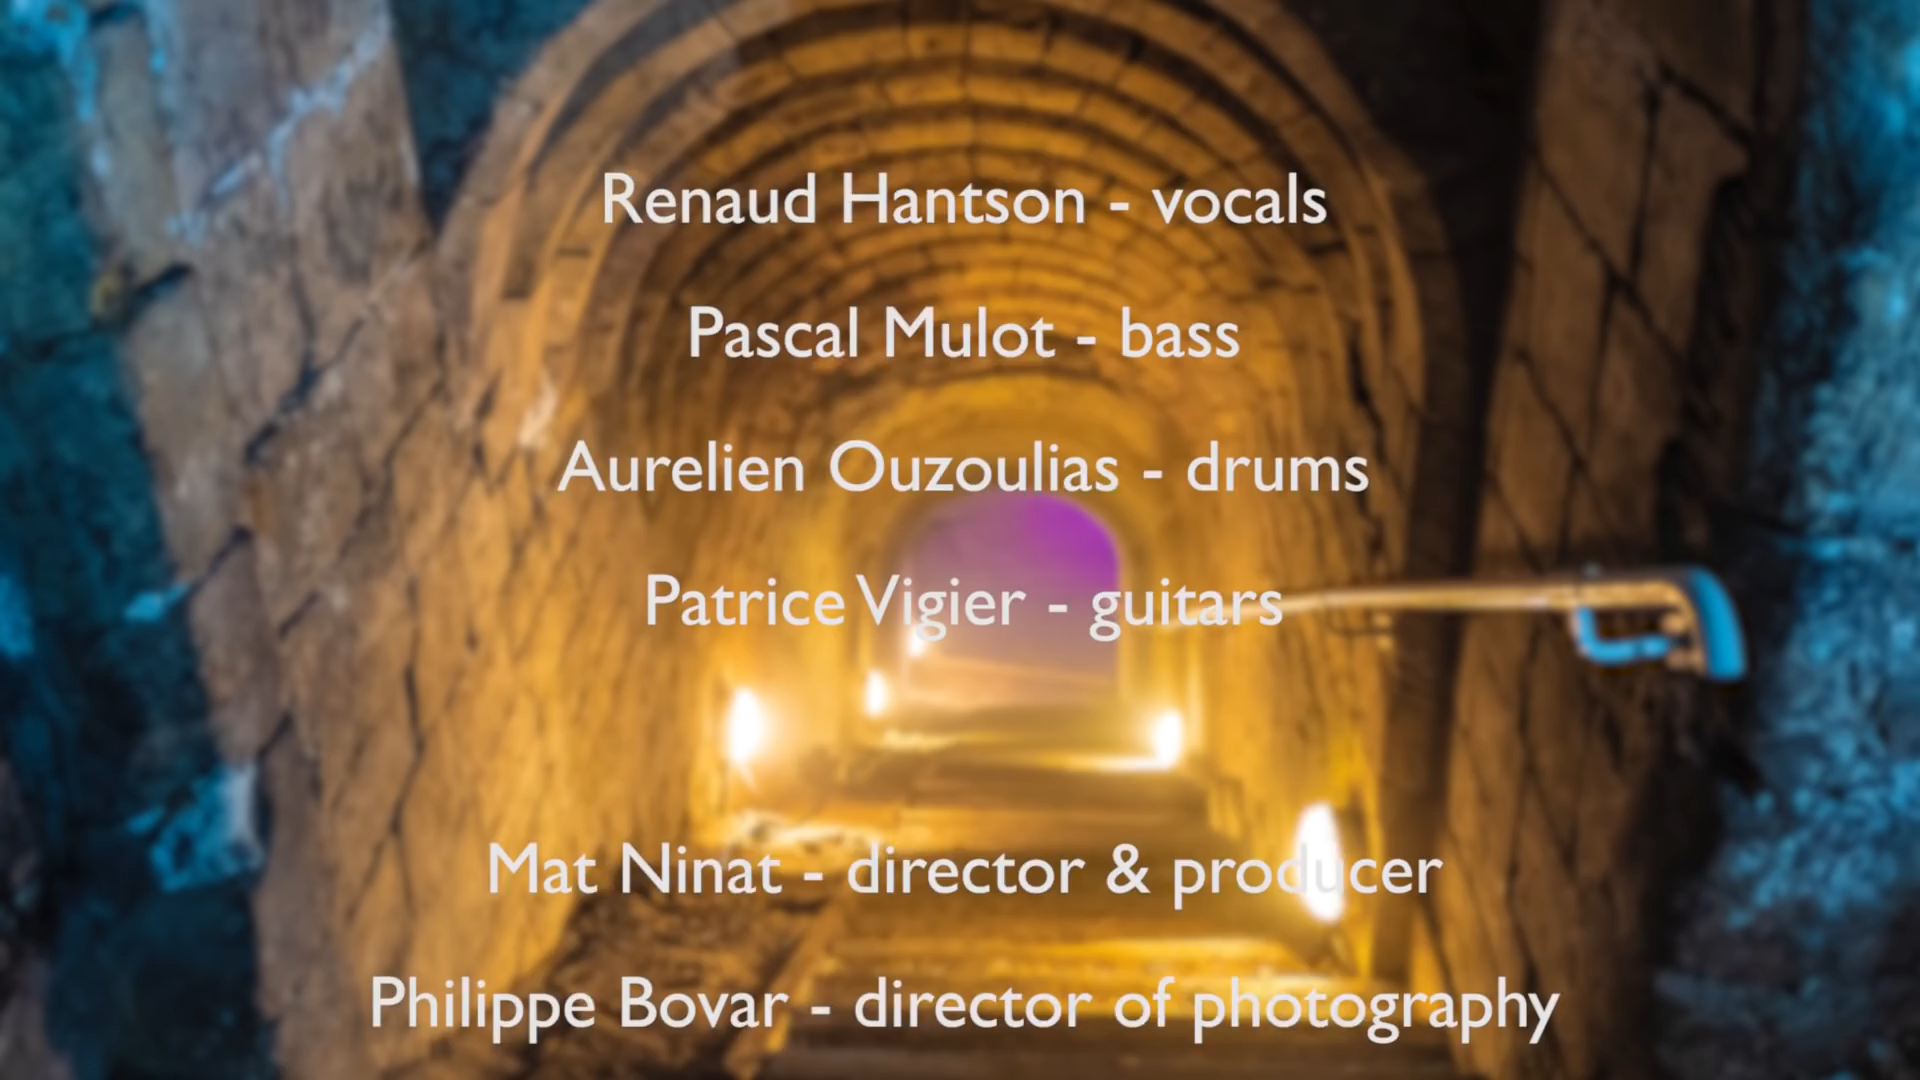 Renaud Hantson - vocals
Pascal Mulot - bass
Aurelien Ouzoulias - drums
Patrice Vigier - guitars
Mat Ninat - director & producer
Philippe Bovar - director of photography